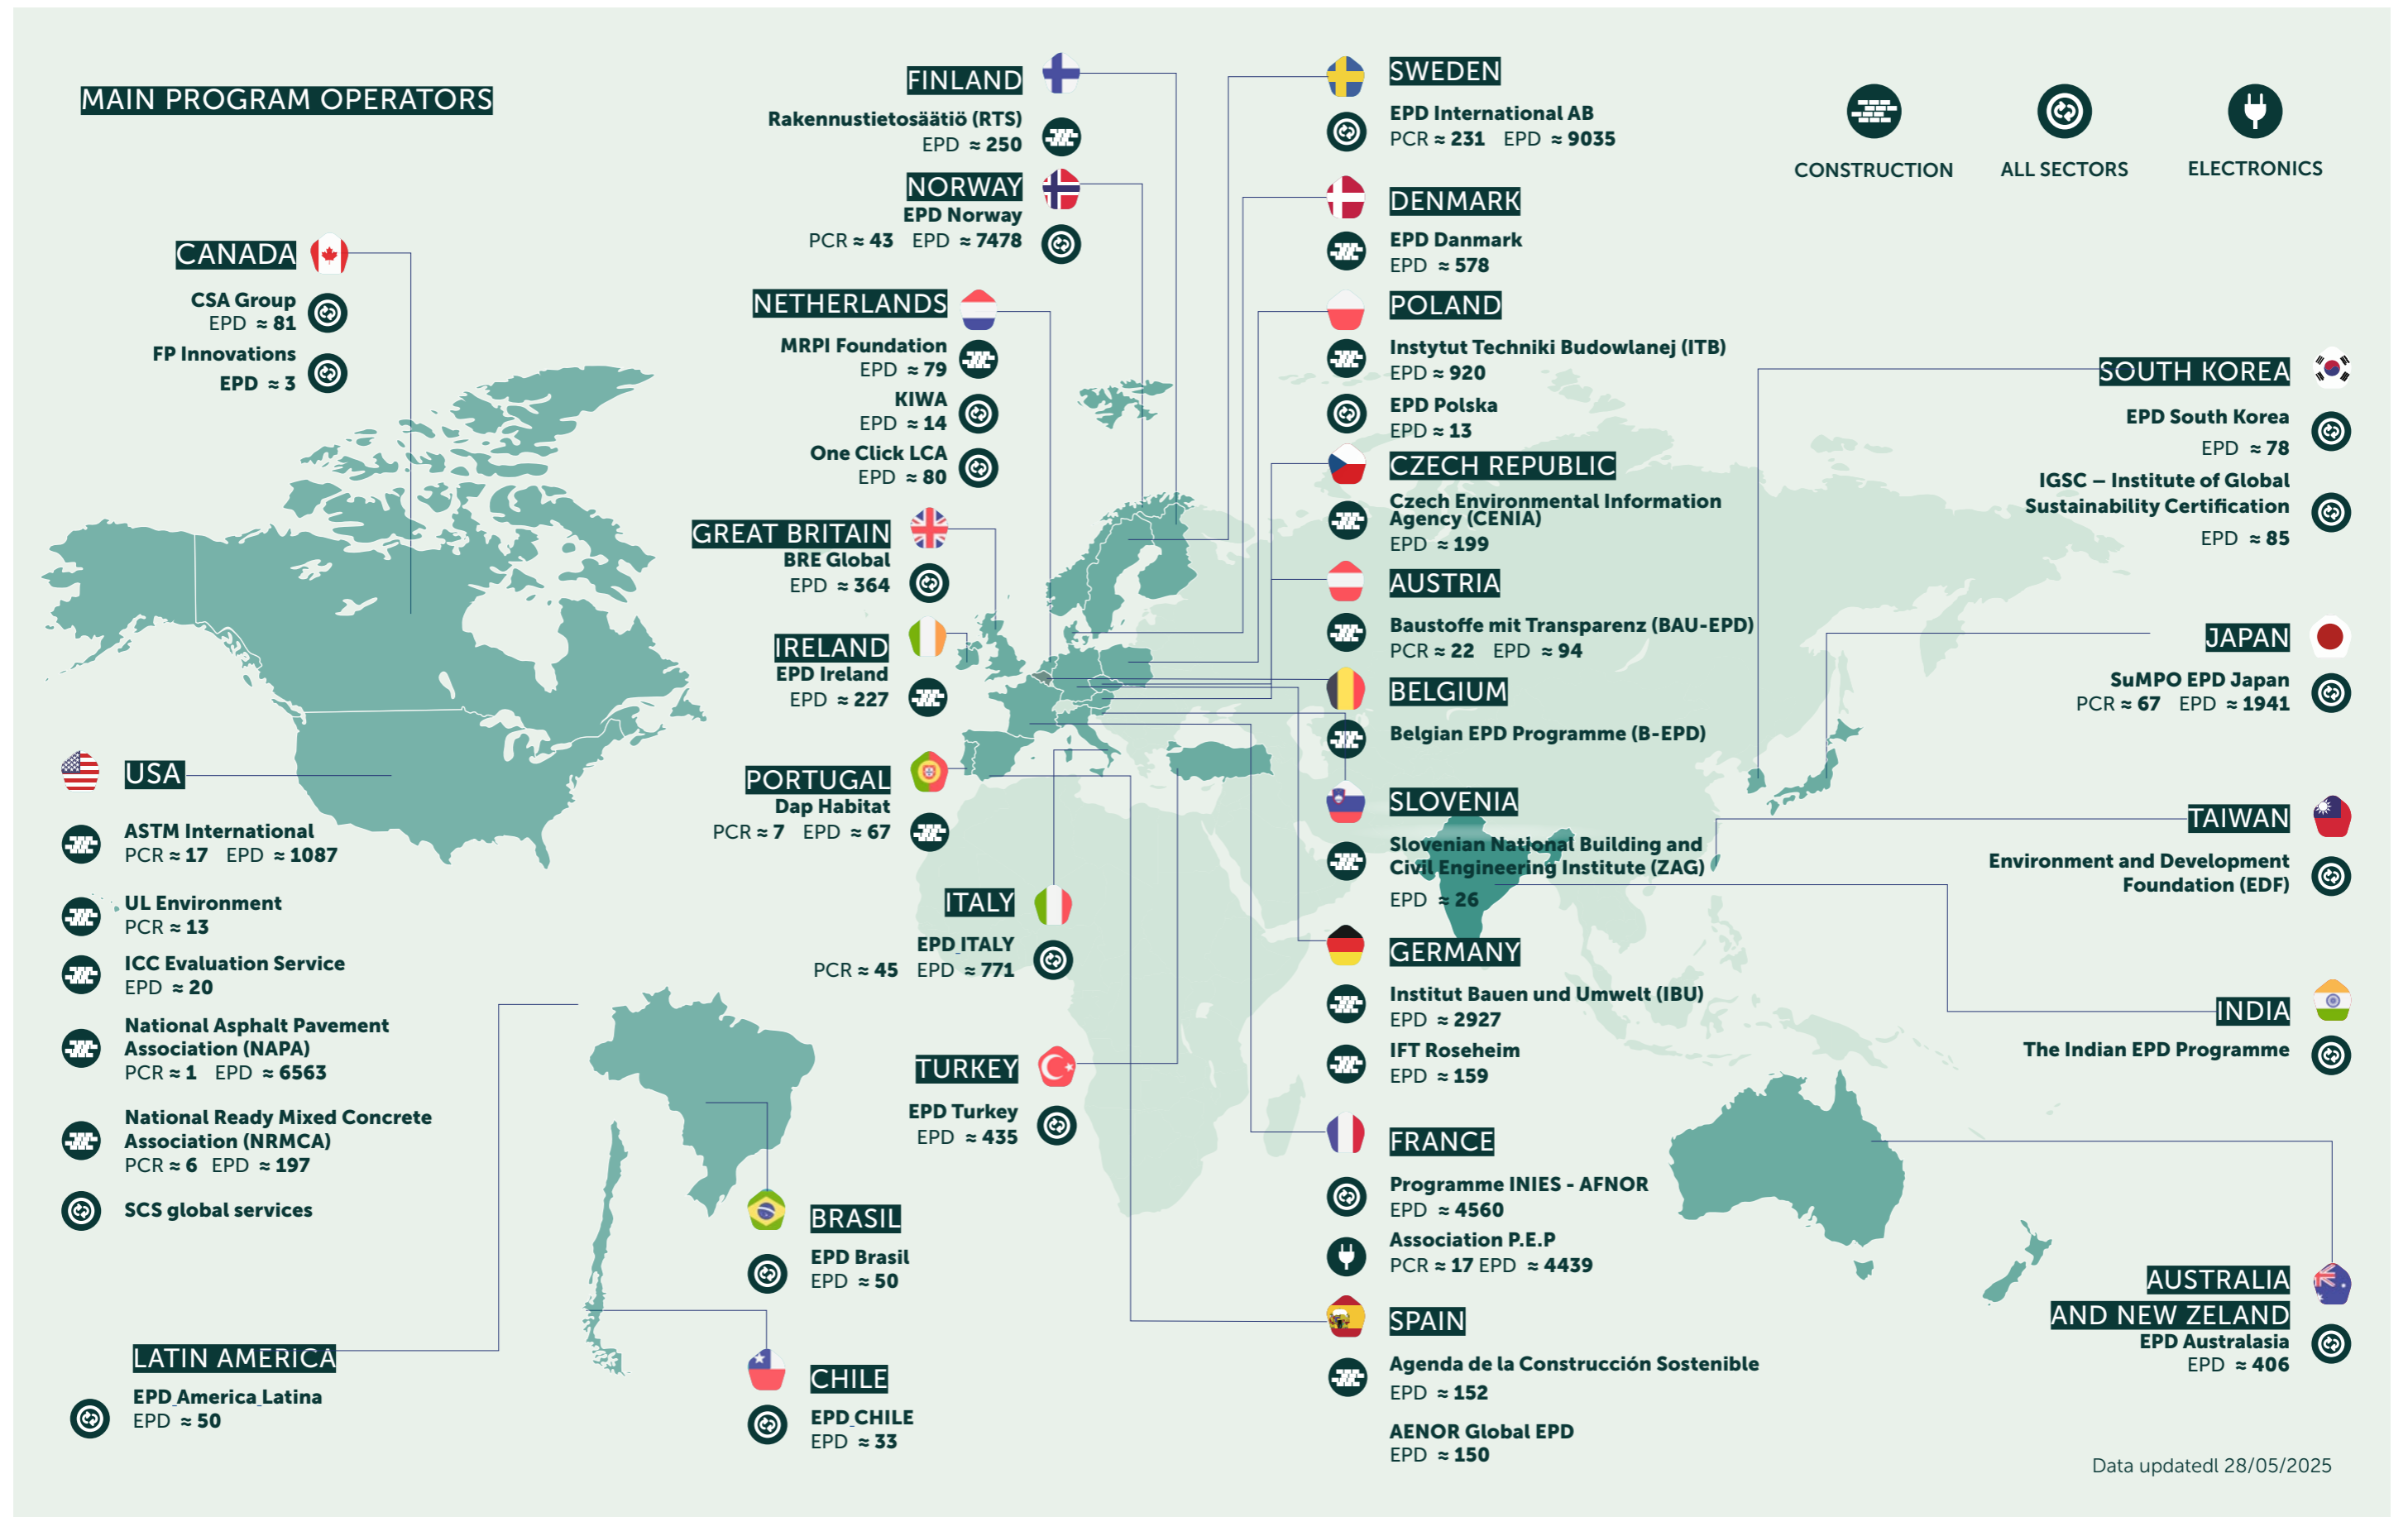 MAIN PROGRAM OPERATORS
CONSTRUCTION
ALL SECTORS
ELECTRONICS
CANADA
CSA Group
EPD ≈ 81
FP Innovations
EPD ≈ 3
USA
ASTM International
PCR ≈ 17 EPD ≈ 1087
UL Environment
PCR ≈ 13
ICC Evaluation Service
EPD ≈ 20
National Asphalt Pavement
Association (NAPA)
PCR ≈ 1 EPD ≈ 6563
National Ready Mixed Concrete
Association (NRMCA)
PCR ≈ 6 EPD ≈ 197
SCS global services
LATIN AMERICA
EPD America Latina
EPD ≈ 50
BRASIL
EPD Brasil
EPD ≈ 50
CHILE
EPD CHILE
EPD ≈ 33
FINLAND
Rakennustietosäätiö (RTS)
EPD ≈ 250
NORWAY
EPD Norway
PCR ≈ 43 EPD ≈ 7478
NETHERLANDS
MRPI Foundation
EPD ≈ 79
KIWA
EPD ≈ 14
One Click LCA
EPD ≈ 80
GREAT BRITAIN
BRE Global
EPD ≈ 364
IRELAND
EPD Ireland
EPD ≈ 227
PORTUGAL
Dap Habitat
PCR ≈ 7 EPD ≈ 67
ITALY
EPD ITALY
PCR ≈ 45 EPD ≈ 771
TURKEY
EPD Turkey
EPD ≈ 435
SWEDEN
EPD International AB
PCR ≈ 231 EPD ≈ 9035
DENMARK
EPD Danmark
EPD ≈ 578
POLAND
Instytut Techniki Budowlanej (ITB)
EPD ≈ 920
EPD Polska
EPD ≈ 13
CZECH REPUBLIC
Czech Environmental Information
Agency (CENIA)
EPD ≈ 199
AUSTRIA
Baustoffe mit Transparenz (BAU-EPD)
PCR ≈ 22 EPD ≈ 94
BELGIUM
Belgian EPD Programme (B-EPD)
SLOVENIA
Slovenian National Building and
Civil Engineering Institute (ZAG)
EPD ≈ 26
GERMANY
Institut Bauen und Umwelt (IBU)
EPD ≈ 2927
IFT Roseheim
EPD ≈ 159
FRANCE
Programme INIES - AFNOR
EPD ≈ 4560
Association P.E.P
PCR ≈ 17 EPD ≈ 4439
SPAIN
Agenda de la Construcción Sostenible
EPD ≈ 152
AENOR Global EPD
EPD ≈ 150
SOUTH KOREA
EPD South Korea
EPD ≈ 78
IGSC – Institute of Global
Sustainability Certification
EPD ≈ 85
JAPAN
SuMPO EPD Japan
PCR ≈ 67 EPD ≈ 1941
TAIWAN
Environment and Development
Foundation (EDF)
INDIA
The Indian EPD Programme
AUSTRALIA
AND NEW ZELAND
EPD Australasia
EPD ≈ 406
Data updatedl 28/05/2025